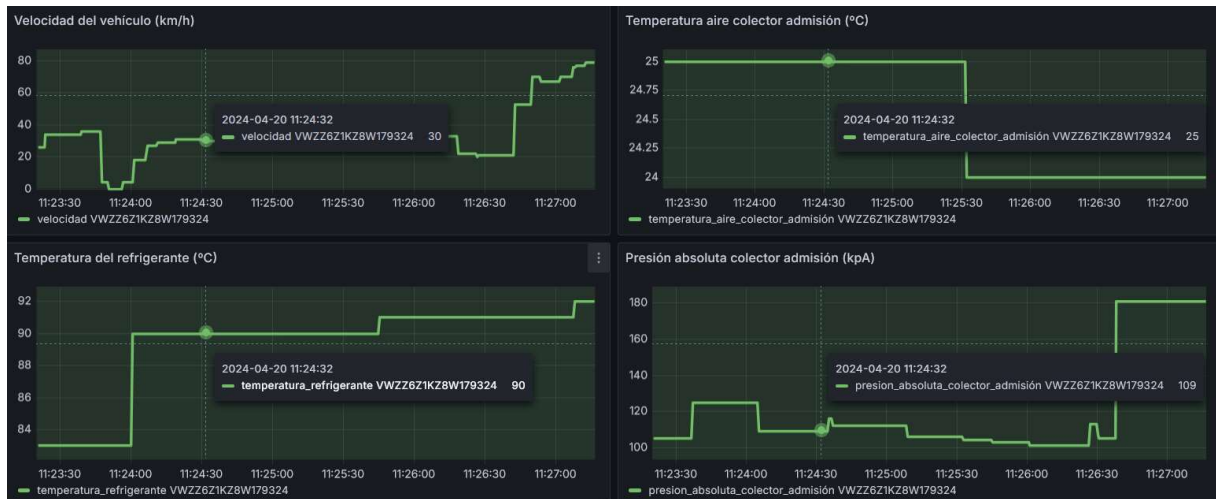 Velocidad del vehículo (km/h)
80
60
40
20
0
2024-04-20 11:24:32
velocidad VWZZ6Z1KZ8W179324 30
11:23:30 11:24:00 11:24:30 11:25:00 11:25:30 11:26:00 11:26:30 11:27:00
velocidad VWZZ6Z1KZ8W179324
Temperatura aire colector admisión (ºC)
25
24.75
24.5
24.25
24
2024-04-20 11:24:32
temperatura_aire_colector_admisión VWZZ6Z1KZ8W179324 25
11:23:30 11:24:00 11:24:30 11:25:00 11:25:30 11:26:00 11:26:30 11:27:00
temperatura_aire_colector_admisión VWZZ6Z1KZ8W179324
Temperatura del refrigerante (ºC)
92
90
88
86
84
2024-04-20 11:24:32
temperatura_refrigerante VWZZ6Z1KZ8W179324 90
11:23:30 11:24:00 11:24:30 11:25:00 11:25:30 11:26:00 11:26:30 11:27:00
temperatura_refrigerante VWZZ6Z1KZ8W179324
Presión absoluta colector admisión (kpA)
180
160
140
120
100
2024-04-20 11:24:32
presion_absoluta_colector_admisión VWZZ6Z1KZ8W179324 109
11:23:30 11:24:00 11:24:30 11:25:00 11:25:30 11:26:00 11:26:30 11:27:00
presion_absoluta_colector_admisión VWZZ6Z1KZ8W179324